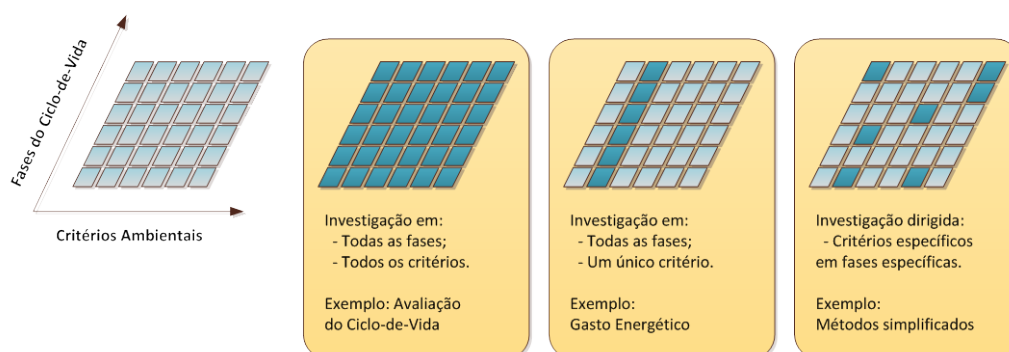 Fases do Ciclo-de-Vida
Critérios Ambientais
Investigação em:
- Todas as fases;
- Todos os critérios.
Exemplo: Avaliação
do Ciclo-de-Vida
Investigação em:
- Todas as fases;
- Um único critério.
Exemplo:
Gasto Energético
Investigação dirigida:
- Critérios específicos
em fases específicas.
Exemplo:
Métodos simplificados